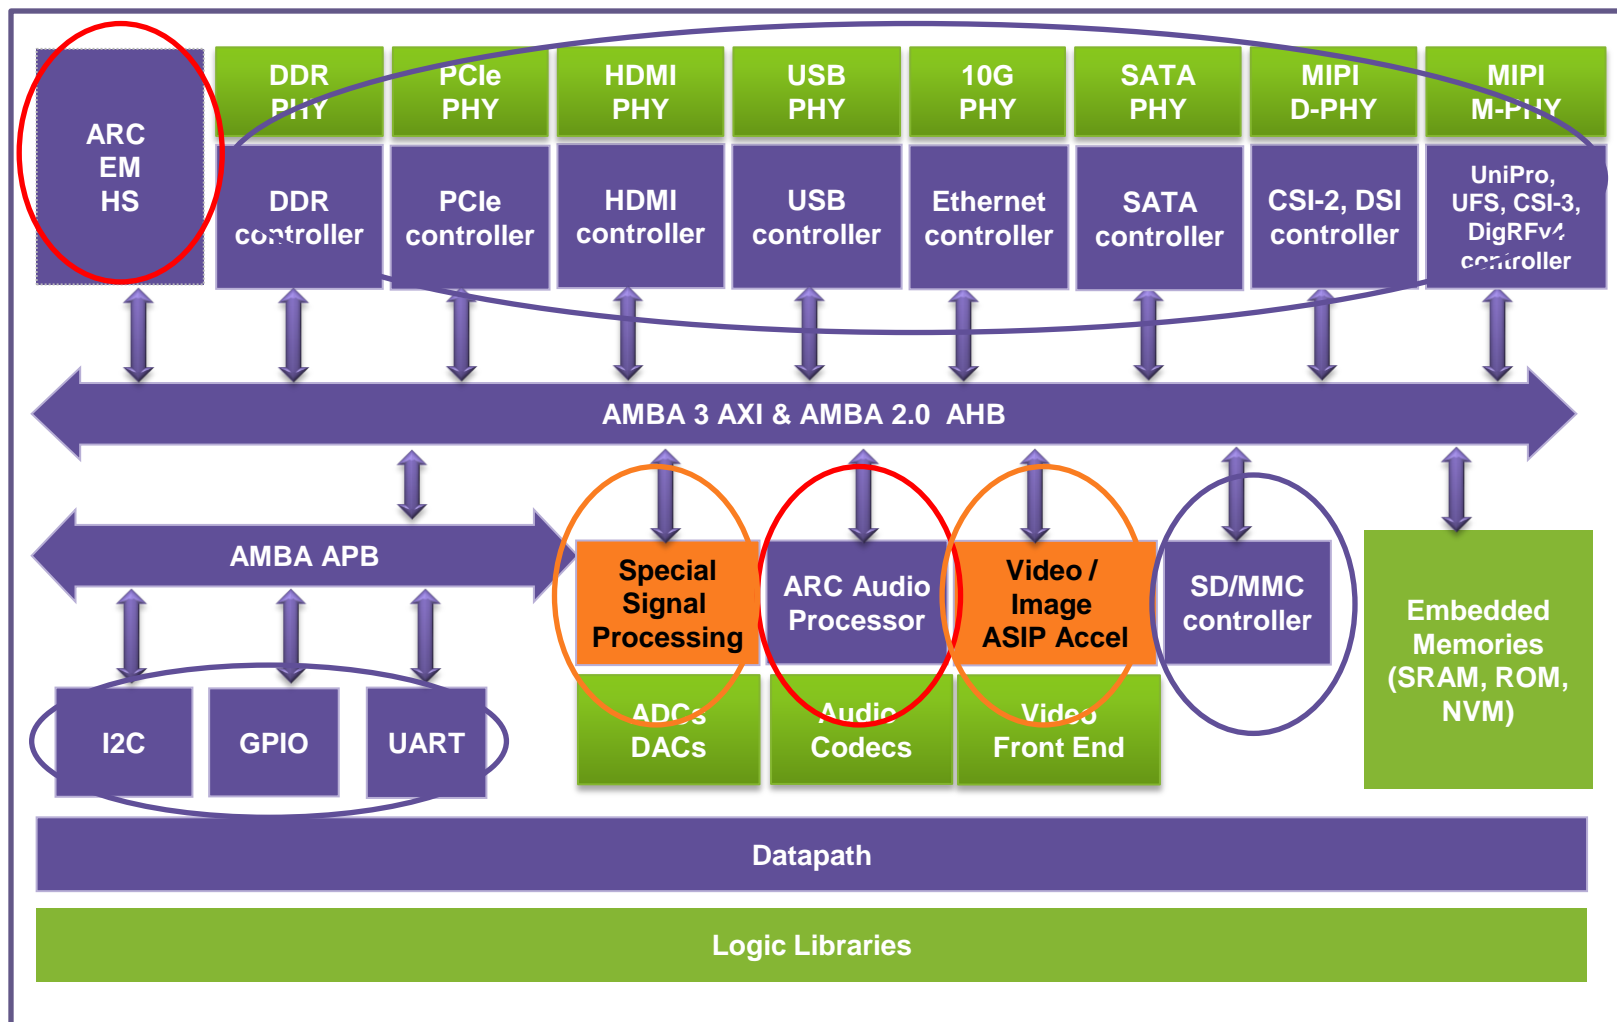 ARC
EM
HS
DDR
PHY
PCIe
PHY
HDMI
PHY
USB
PHY
10G
PHY
SATA
PHY
MIPI
D-PHY
MIPI
M-PHY
DDR
controller
PCIe
controller
HDMI
controller
USB
controller
Ethernet
controller
SATA
controller
CSI-2, DSI
controller
UniPro,
UFS, CSI-3,
DigRFv4
controller
AMBA 3 AXI & AMBA 2.0 AHB
AMBA APB
Special
Signal
Processing
ARC Audio
Processor
Video /
Image
ASIP Accel
SD/MMC
controller
Embedded
Memories
(SRAM, ROM,
NVM)
I2C
GPIO
UART
ADCs
DACs
Audio
Codecs
Video
Front End
Datapath
Logic Libraries